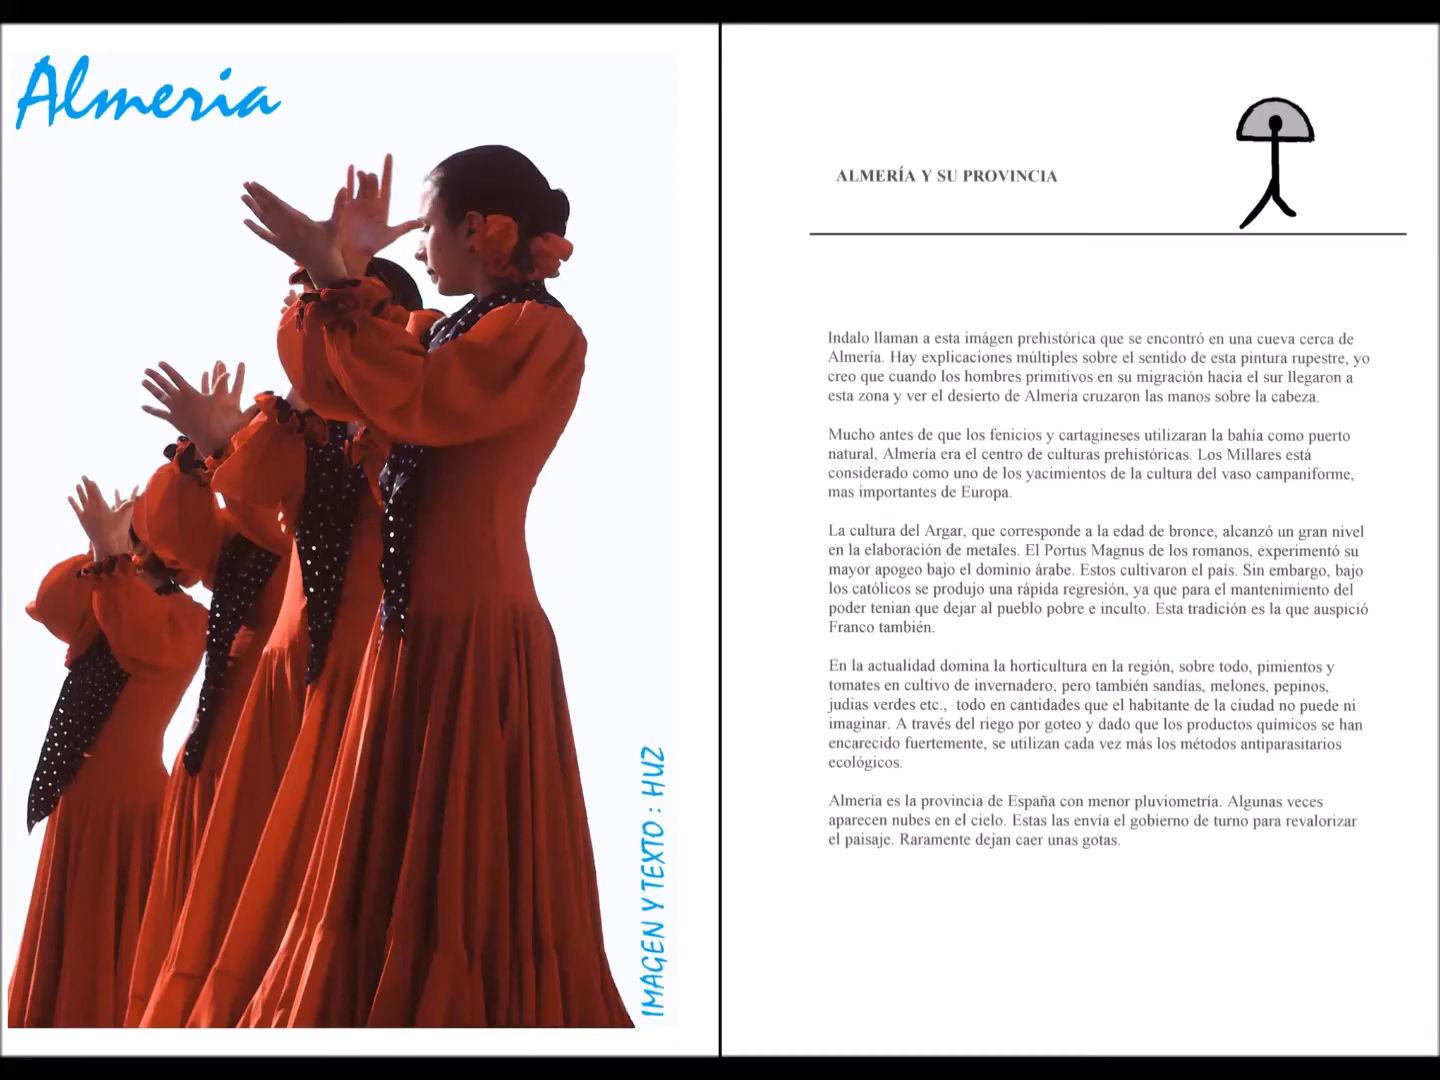 Almeria
IMAGEN Y TEXTO : HUZ
ALMERÍA Y SU PROVINCIA
Indalo llaman a esta imágen prehistórica que se encontró en una cueva cerca de
Almería. Hay explicaciones múltiples sobre el sentido de esta pintura rupestre, yo
creo que cuando los hombres primitivos en su migración hacia el sur llegaron a
esta zona y ver el desierto de Almería cruzaron las manos sobre la cabeza.
Mucho antes de que los fenicios y cartagineses utilizaran la bahía como puerto
natural, Almería era el centro de culturas prehistóricas. Los Millares está
considerado como uno de los yacimientos de la cultura del vaso campaniforme,
mas importantes de Europa.
La cultura del Argar, que corresponde a la edad de bronce, alcanzó un gran nivel
en la elaboración de metales. El Portus Magnus de los romanos, experimentó su
mayor apogeo bajo el dominio árabe. Estos cultivaron el país. Sin embargo, bajo
los católicos se produjo una rápida regresión, ya que para el mantenimiento del
poder tenian que dejar al pueblo pobre e inculto. Esta tradición es la que auspició
Franco también.
En la actualidad domina la horticultura en la región, sobre todo, pimientos y
tomates en cultivo de invernadero, pero también sandías, melones, pepinos,
judias verdes etc.,  todo en cantidades que el habitante de la ciudad no puede ni
imaginar. A través del riego por goteo y dado que los productos químicos se han
encarecido fuertemente, se utilizan cada vez más los métodos antiparasitarios
ecológicos.
Almería es la provincia de España con menor pluviometría. Algunas veces
aparecen nubes en el cielo. Estas las envía el gobierno de turno para revalorizar
el paisaje. Raramente dejan caer unas gotas.